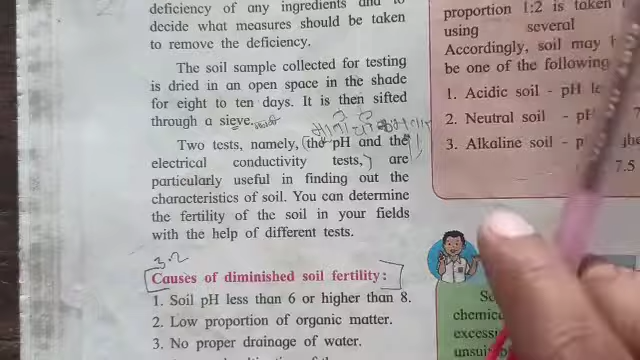 deficiency of any ingredients and to
decide what measures should be taken
to remove the deficiency.
The soil sample collected for testing
is dried in an open space in the shade
for eight to ten days. It is then sifted
through a sieve.
Two tests, namely, (the pH and the
electrical conductivity tests,) are
particularly useful in finding out the
characteristics of soil. You can determine
the fertility of the soil in your fields
with the help of different tests.
3.2
Causes of diminished soil fertility :
1. Soil pH less than 6 or higher than 8.
2. Low proportion of organic matter.
3. No proper drainage of water.
proportion 1:2 is taken
using several
Accordingly, soil may
be one of the following
1. Acidic soil - pH
2. Neutral soil - pH
3. Alkaline soil -
7.5